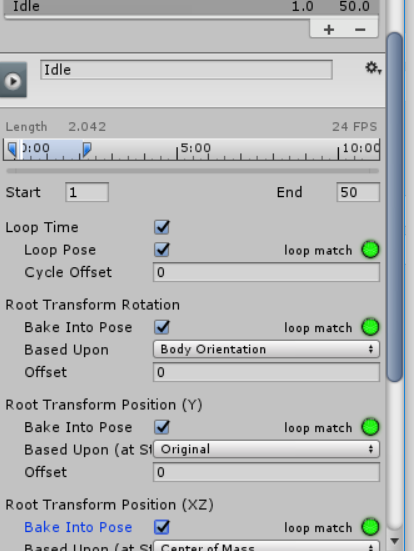 Idle 1.0 50.0
+ −
Idle
Length 2.042 24 FPS
0:00 5:00 10:00
Start 1 End 50
Loop Time
Loop Pose loop match
Cycle Offset 0
Root Transform Rotation
Bake Into Pose loop match
Based Upon Body Orientation
Offset 0
Root Transform Position (Y)
Bake Into Pose loop match
Based Upon (at St Original
Offset 0
Root Transform Position (XZ)
Bake Into Pose loop match
Based Upon (at St Center of Mass